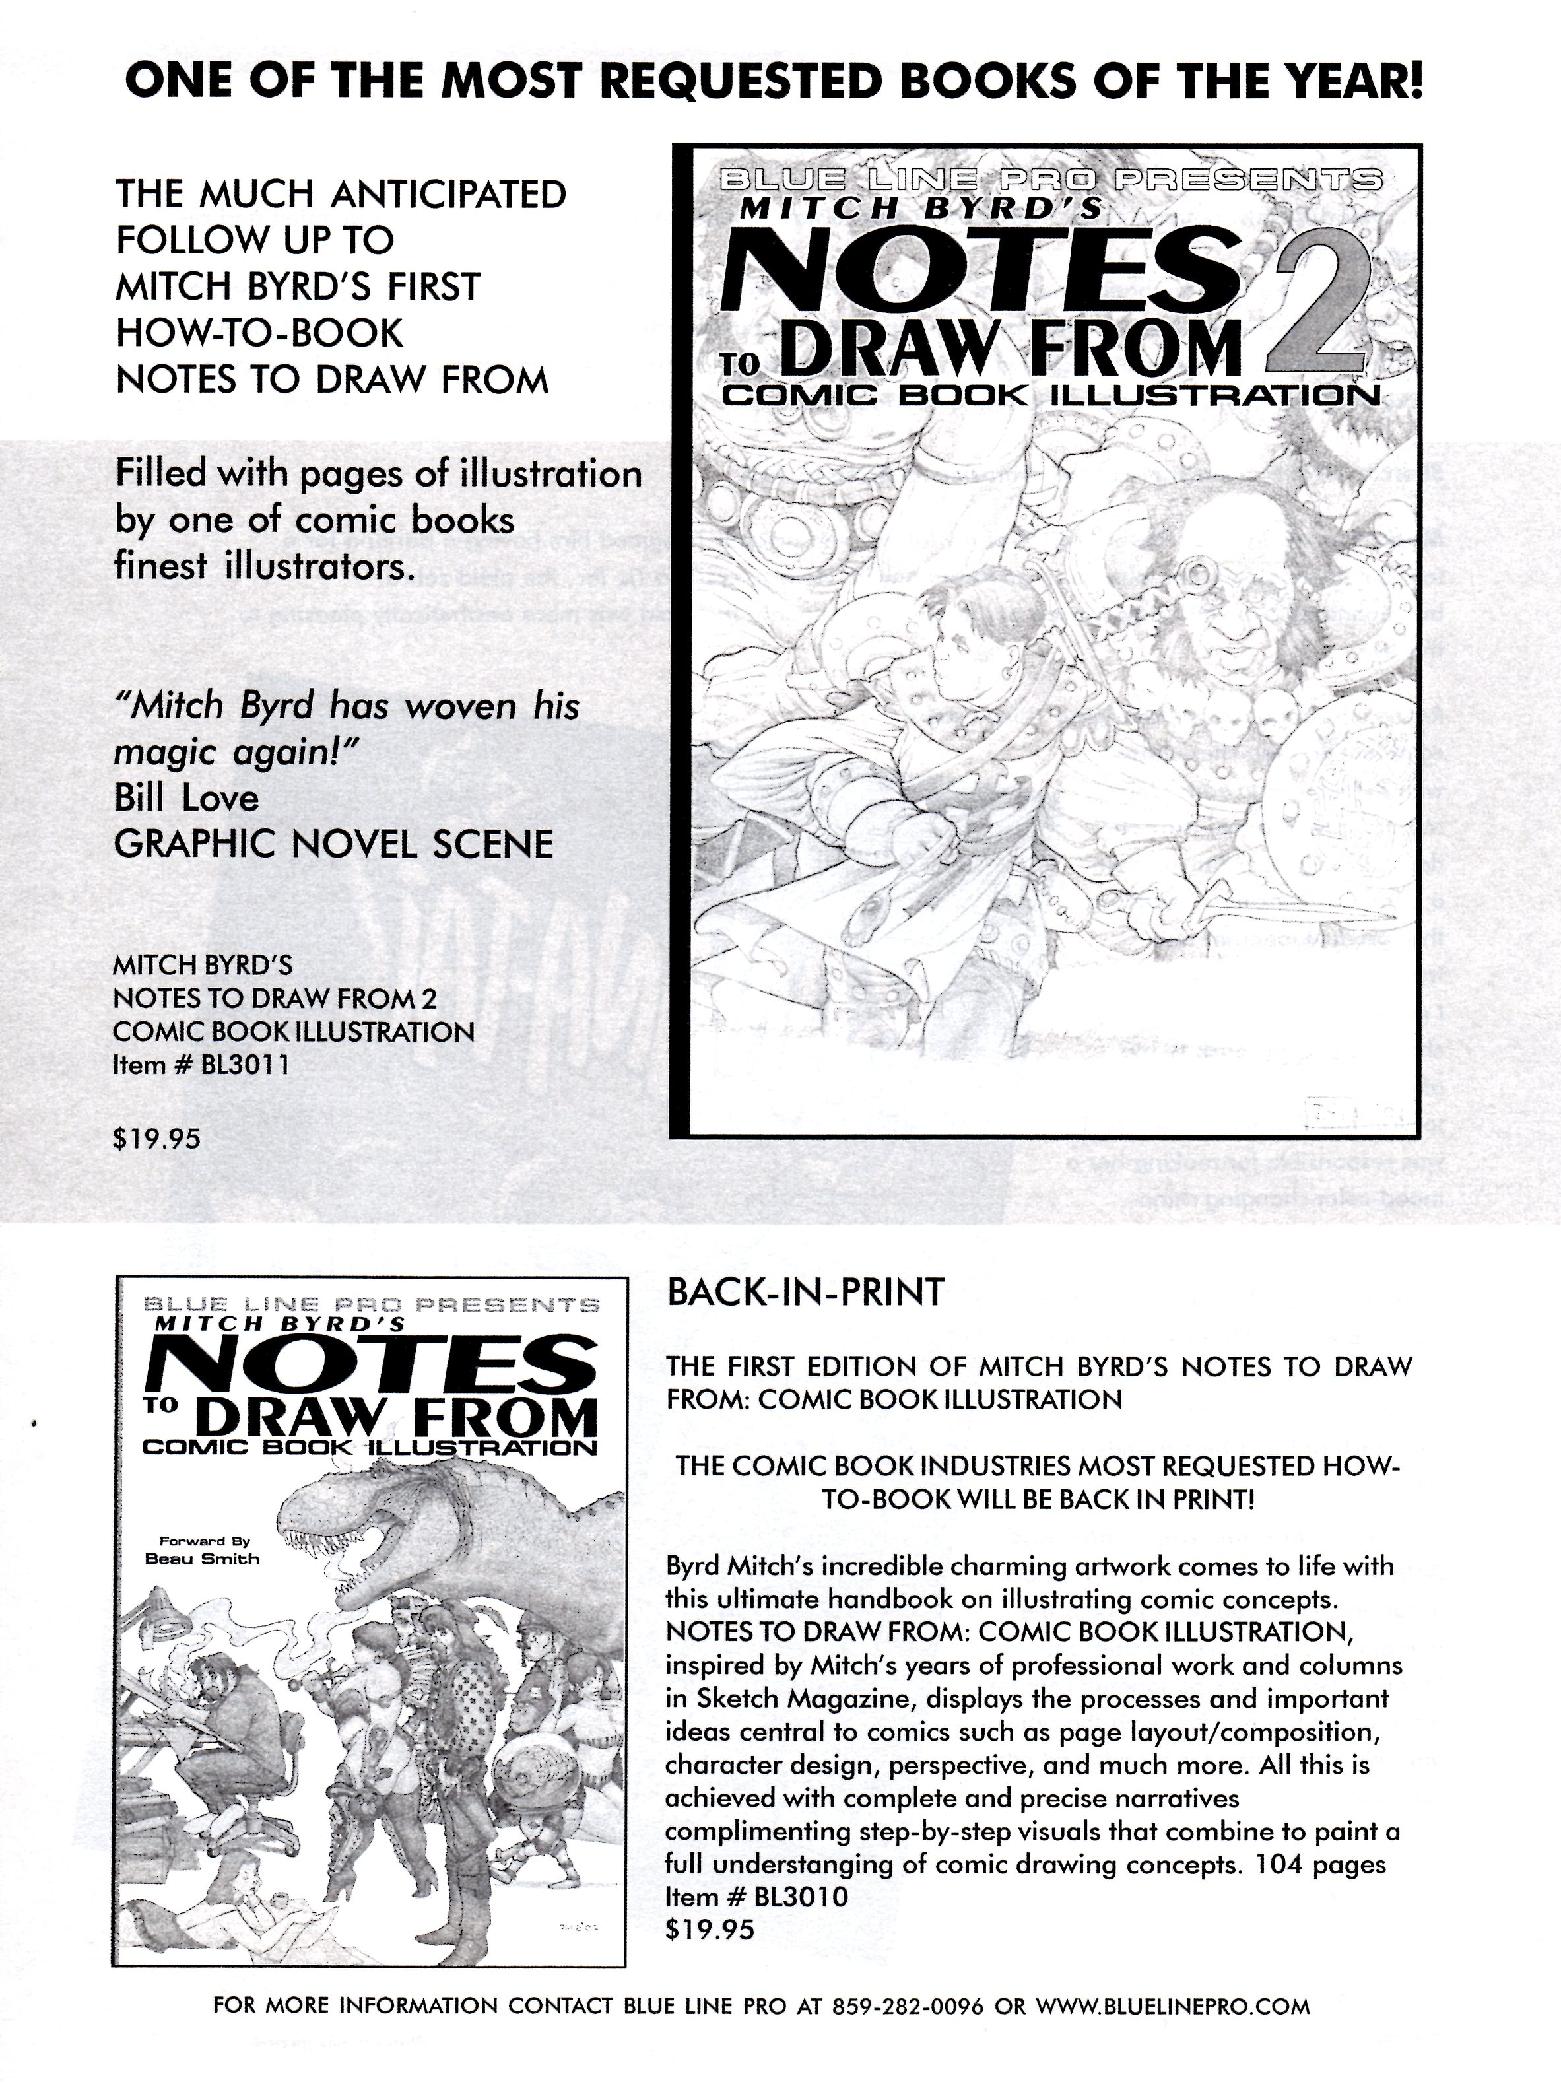 ONE OF THE MOST REQUESTED BOOKS OF THE YEAR!
THE MUCH ANTICIPATED
FOLLOW UP TO
MITCH BYRD'S FIRST
HOW-TO-BOOK
NOTES TO DRAW FROM
Filled with pages of illustration
by one of comic books
finest illustrators.
"Mitch Byrd has woven his
magic again!"
Bill Love
GRAPHIC NOVEL SCENE
MITCH BYRD'S
NOTES TO DRAW FROM 2
COMIC BOOK ILLUSTRATION
Item # BL3011
$19.95
BLUE LINE PRO PRESENTS
MITCH BYRD'S
NOTES 2
TO DRAW FROM
COMIC BOOK ILLUSTRATION
BLUE LINE PRO PRESENTS
MITCH BYRD'S
NOTES
TO DRAW FROM
COMIC BOOK ILLUSTRATION
Forward By
Beau Smith
BACK-IN-PRINT
THE FIRST EDITION OF MITCH BYRD'S NOTES TO DRAW
FROM: COMIC BOOK ILLUSTRATION
THE COMIC BOOK INDUSTRIES MOST REQUESTED HOW-
TO-BOOK WILL BE BACK IN PRINT!
Byrd Mitch's incredible charming artwork comes to life with
this ultimate handbook on illustrating comic concepts.
NOTES TO DRAW FROM: COMIC BOOK ILLUSTRATION,
inspired by Mitch's years of professional work and columns
in Sketch Magazine, displays the processes and important
ideas central to comics such as page layout/composition,
character design, perspective, and much more. All this is
achieved with complete and precise narratives
complimenting step-by-step visuals that combine to paint a
full understanging of comic drawing concepts. 104 pages
Item # BL3010
$19.95
FOR MORE INFORMATION CONTACT BLUE LINE PRO AT 859-282-0096 OR WWW.BLUELINEPRO.COM